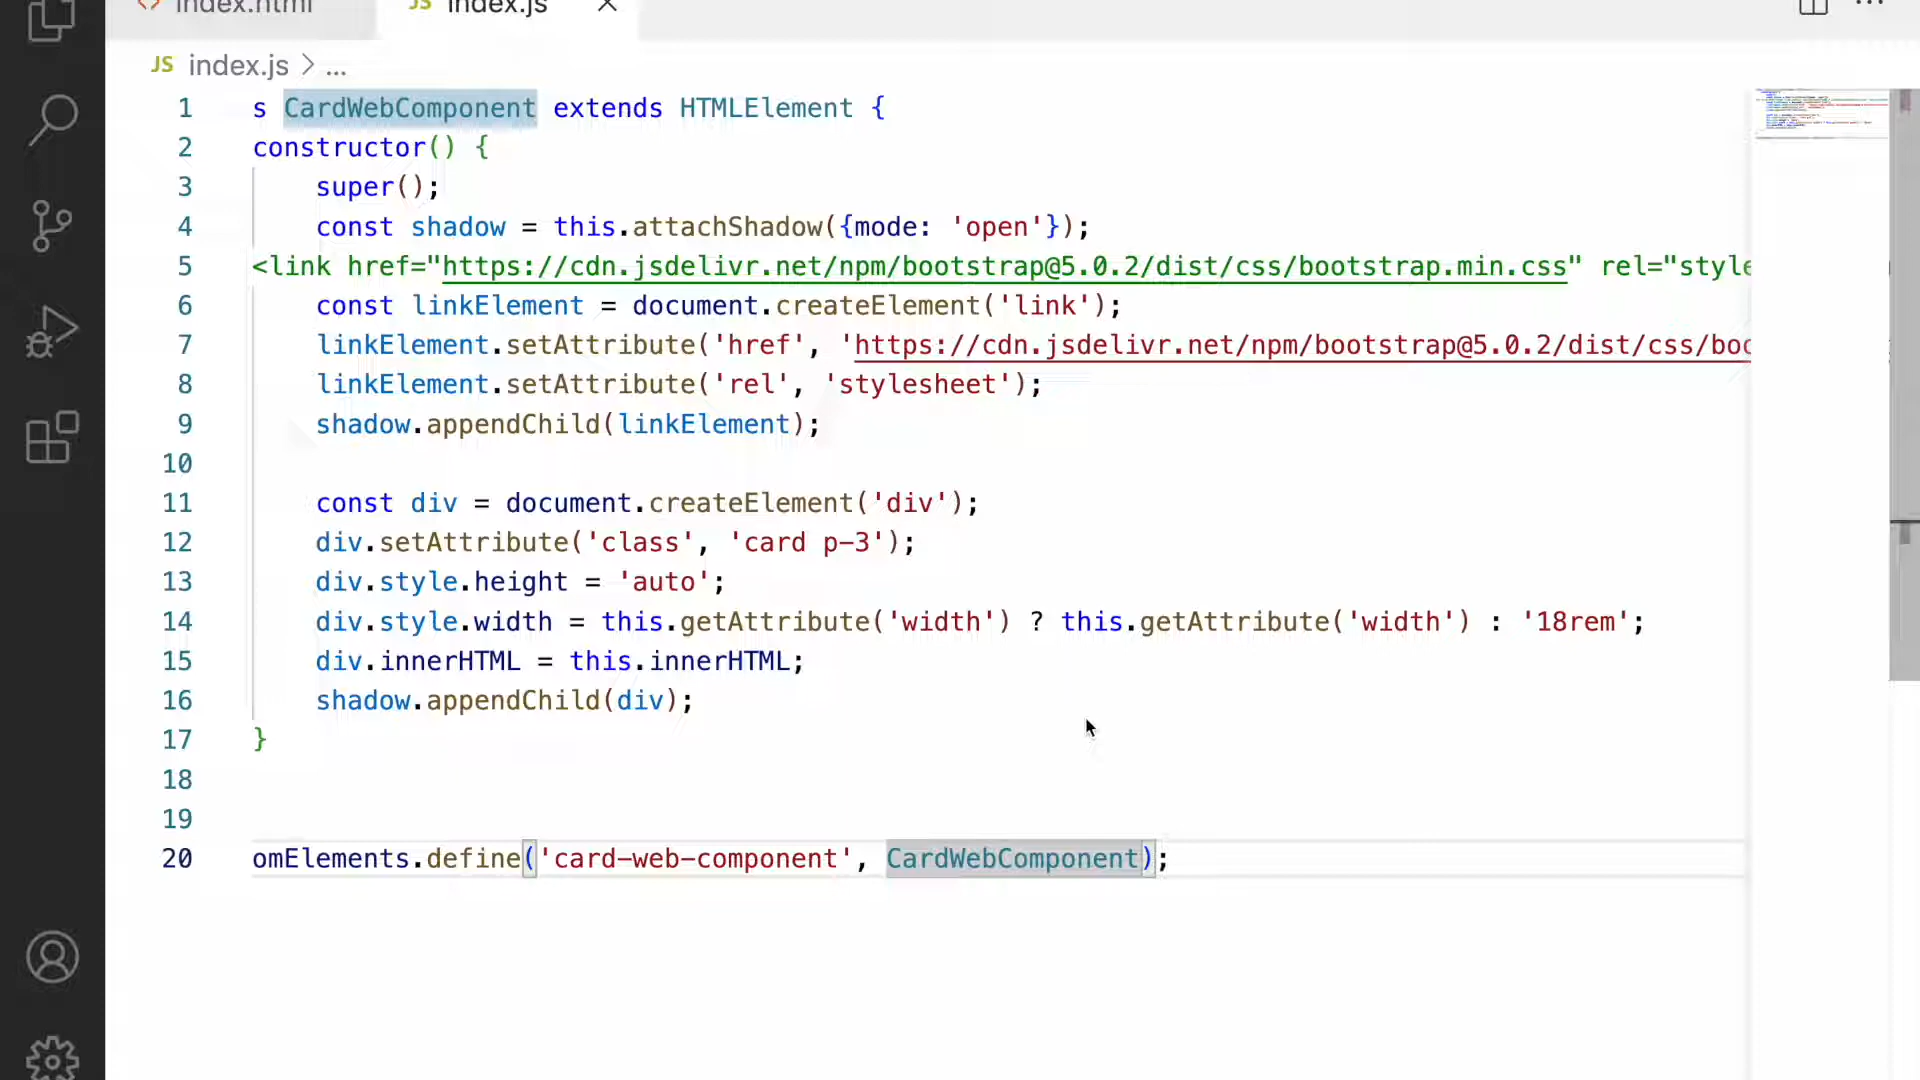 index.html JS index.js
JS index.js > ...
1 s CardWebComponent extends HTMLElement {
2 constructor() {
3 super();
4 const shadow = this.attachShadow({mode: 'open'});
5 <link href="https://cdn.jsdelivr.net/npm/bootstrap@5.0.2/dist/css/bootstrap.min.css" rel="style
6 const linkElement = document.createElement('link');
7 linkElement.setAttribute('href', 'https://cdn.jsdelivr.net/npm/bootstrap@5.0.2/dist/css/boo
8 linkElement.setAttribute('rel', 'stylesheet');
9 shadow.appendChild(linkElement);
10
11 const div = document.createElement('div');
12 div.setAttribute('class', 'card p-3');
13 div.style.height = 'auto';
14 div.style.width = this.getAttribute('width') ? this.getAttribute('width') : '18rem';
15 div.innerHTML = this.innerHTML;
16 shadow.appendChild(div);
17 }
18
19
20 omElements.define('card-web-component', CardWebComponent);